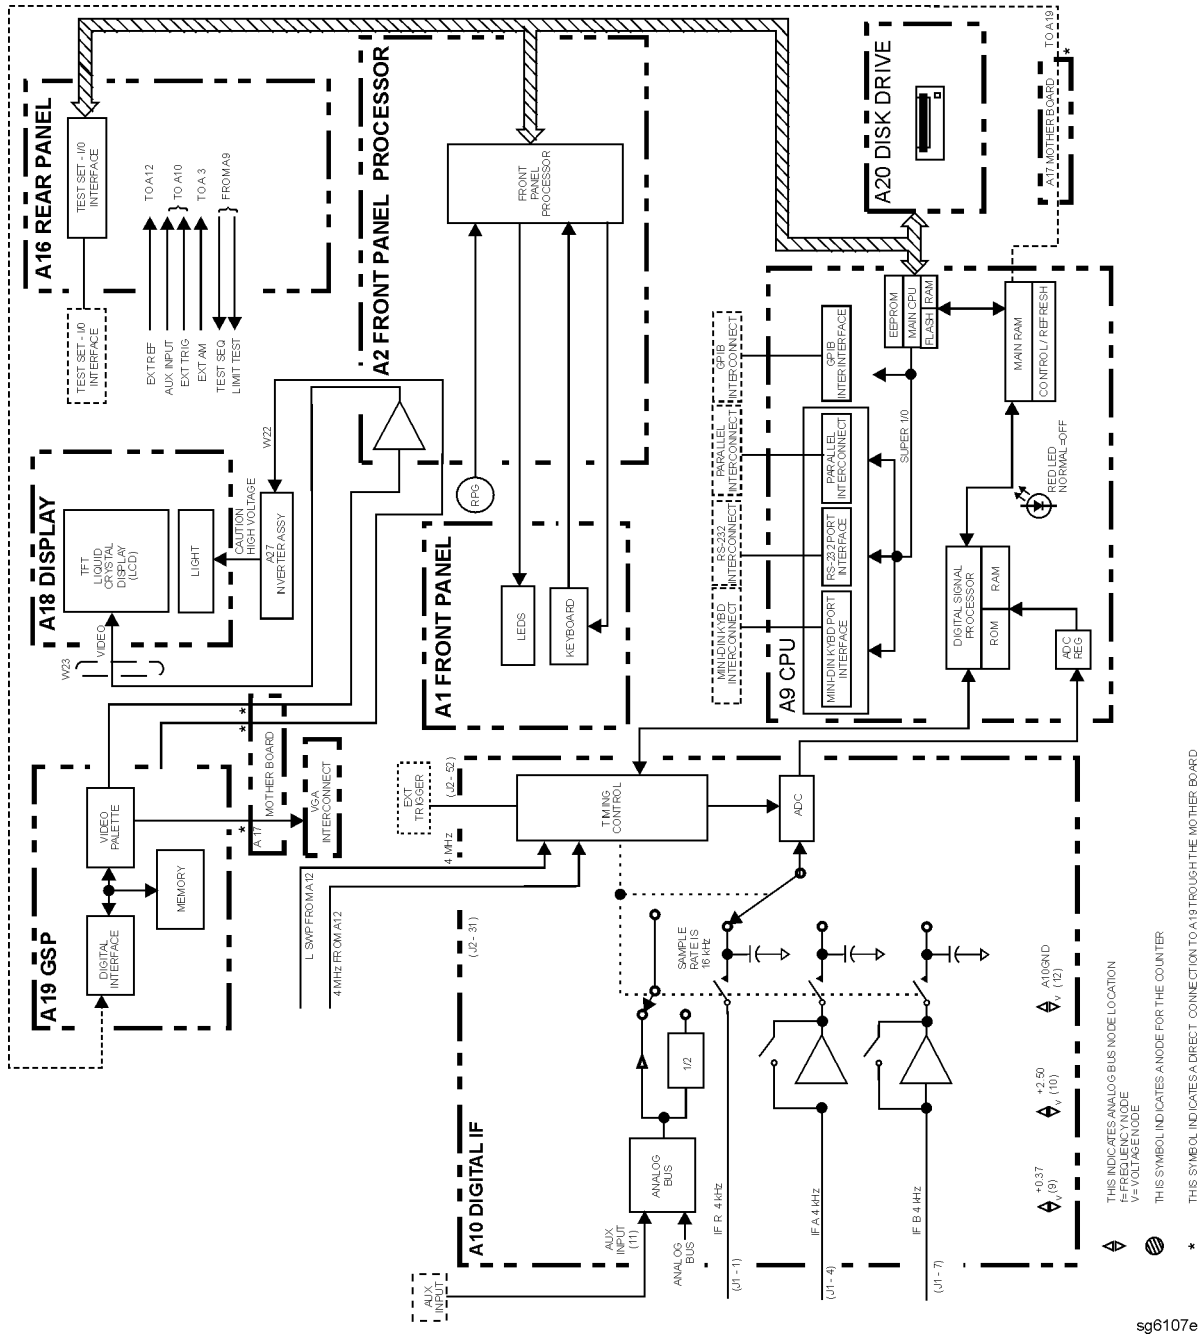 A16 REAR PANEL
TEST SET - I/0
INTERFACE
TO A12
TO A10
TO A 3
FROM A9
TEST SET - I/0
INTERFACE
EXT REF
AUX INPUT
EXT TRIG
EXT AM
TEST SEQ
LIMIT TEST
A2 FRONT PANEL PROCESSOR
FRONT
PANEL
PROCESSOR
A20 DISK DRIVE
A17 MOTHER BOARD
TO A19
*
A18 DISPLAY
TFT
LIQUID
CRYSTAL
DISPLAY
(LCD)
LIGHT
CAUTION
HIGH VOLTAGE
A27
INVERTER ASSY
W22
VIDEO
W23
RPG
A1 FRONT PANEL
LEDS
KEYBOARD
A9 CPU
GPIB
INTERCONNECT
PARALLEL
INTERCONNECT
RS-232
INTERCONNECT
MINI-DIN KYBD
INTERCONNECT
GPIB
INTERINTERFACE
PARALLEL
INTERCONNECT
RS-232 PORT
INTERFACE
MINI-DIN KYBD PORT
INTERFACE
EEPROM
MAIN CPU
FLASH
RAM
SUPER 1/0
MAIN RAM
CONTROL / REFRESH
RED LED
NORMAL=OFF
DIGITAL SIGNAL
PROCESSOR
ROM
RAM
ADC
REG
A19 GSP
VIDEO
PALETTE
MEMORY
DIGITAL
INTERFACE
*
*
*
A 17
MOTHER BOARD
VGA
INTERCONNECT
L SWP FROM A12
4 MHz FROM A12
EXT
TRIGGER
(J2 - 52)
4 MHz
(J2 - 31)
A10 DIGITAL IF
TIMING
CONTROL
ADC
SAMPLE
RATE IS
16 kHz
1/2
ANALOG
BUS
AUX
INPUT
(11)
ANALOG
BUS
AUX
INPUT
IF R 4 kHz
(J1 - 1)
IF A 4 kHz
(J1 - 4)
IF B 4 kHz
(J1 - 7)
A10GND
V (12)
+2.50
V (10)
+0.37
V (9)
THIS INDICATES ANALOG BUS NODE LOCATION
f= FREQUENCY NODE
V= VOLTAGE NODE
THIS SYMBOL INDICATES A NODE FOR THE COUNTER
* THIS SYMBOL INDICATES A DIRECT CONNECTION TO A19 TROUGH THE MOTHER BOARD
sg6107e